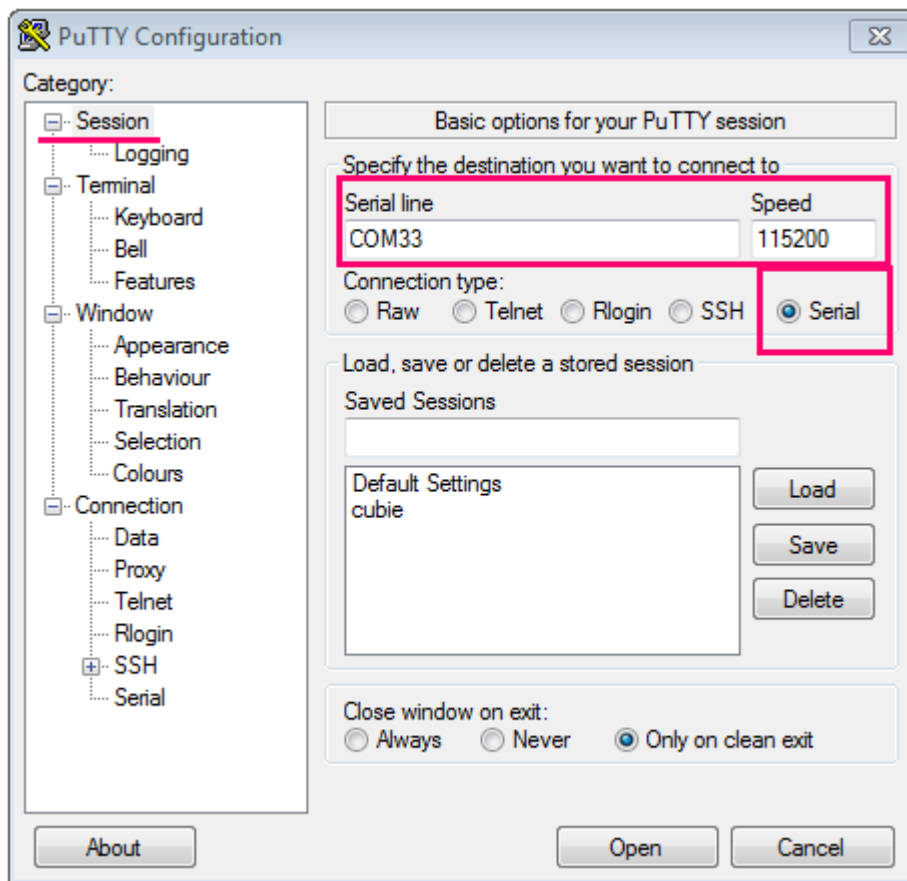 PuTTY Configuration
Category:
Session
Logging
Terminal
Keyboard
Bell
Features
Window
Appearance
Behaviour
Translation
Selection
Colours
Connection
Data
Proxy
Telnet
Rlogin
SSH
Serial
Basic options for your PuTTY session
Specify the destination you want to connect to
Serial line Speed
COM33 115200
Connection type:
Raw Telnet Rlogin SSH Serial
Load, save or delete a stored session
Saved Sessions
Default Settings
cubie
Load
Save
Delete
Close window on exit:
Always Never Only on clean exit
About Open Cancel